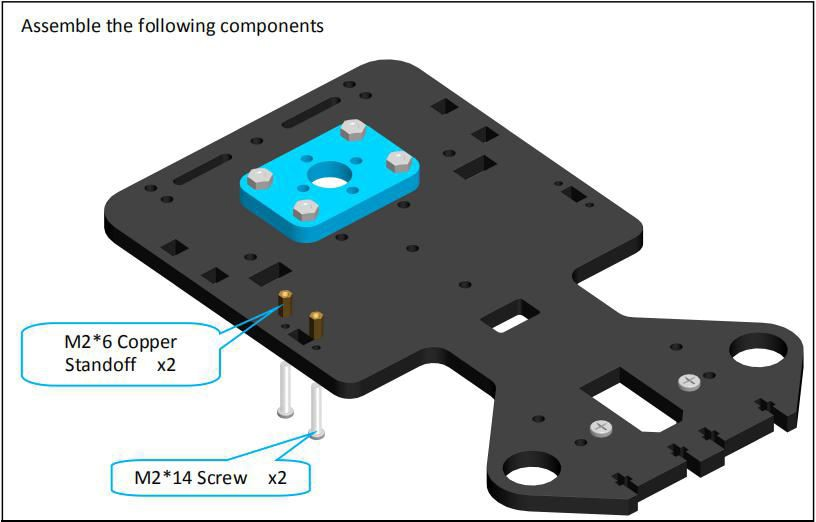 Assemble the following components
M2*6 Copper
Standoff x2
M2*14 Screw x2